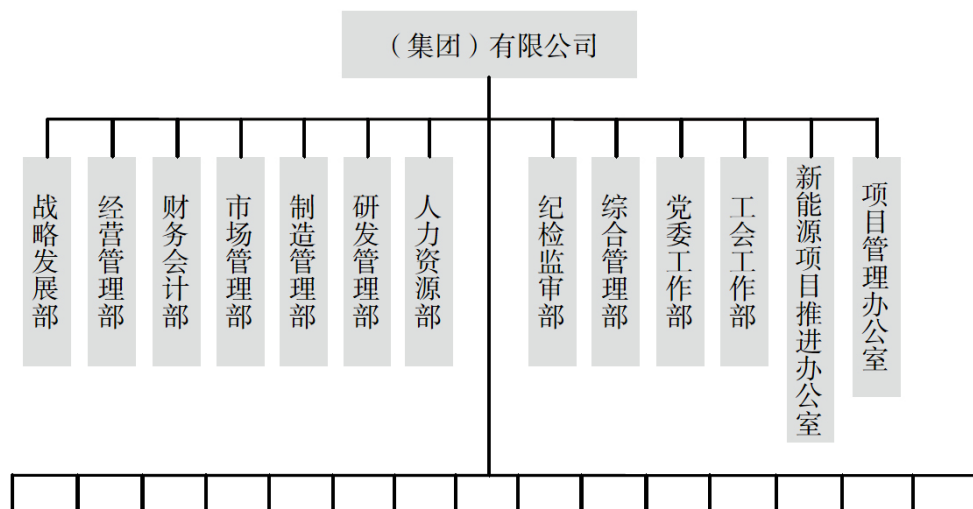 （集团）有限公司
战略发展部
经营管理部
财务会计部
市场管理部
制造管理部
研发管理部
人力资源部
纪检监审部
综合管理部
党委工作部
工会工作部
新能源项目推进办公室
项目管理办公室